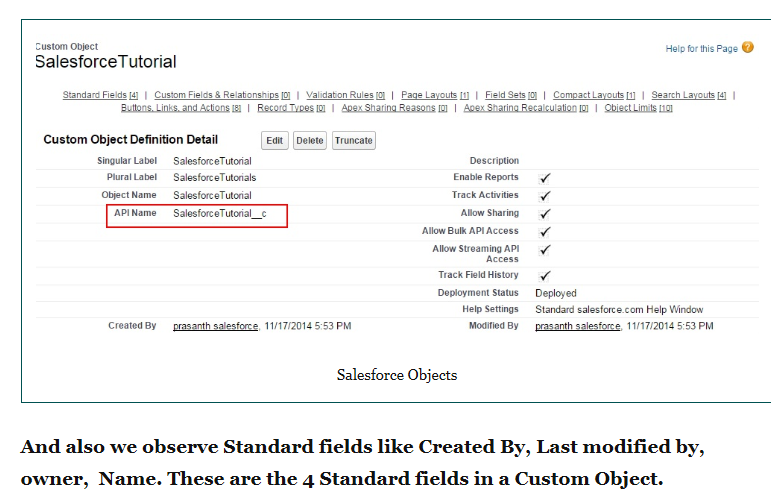 Custom Object
SalesforceTutorial
Help for this Page ?
Standard Fields [4] | Custom Fields & Relationships [0] | Validation Rules [0] | Page Layouts [1] | Field Sets [0] | Compact Layouts [1] | Search Layouts [4] |
Buttons, Links, and Actions [8] | Record Types [0] | Apex Sharing Reasons [0] | Apex Sharing Recalculation [0] | Object Limits [10]
Custom Object Definition Detail Edit Delete Truncate
Singular Label SalesforceTutorial Description
Plural Label SalesforceTutorials Enable Reports ✓
Object Name SalesforceTutorial Track Activities ✓
API Name SalesforceTutorial__c Allow Sharing ✓
Allow Bulk API Access ✓
Allow Streaming API
Access ✓
Track Field History ✓
Deployment Status Deployed
Help Settings Standard salesforce.com Help Window
Created By prasanth salesforce, 11/17/2014 5:53 PM Modified By prasanth salesforce, 11/17/2014 5:53 PM
Salesforce Objects
And also we observe Standard fields like Created By, Last modified by,
owner,  Name. These are the 4 Standard fields in a Custom Object.